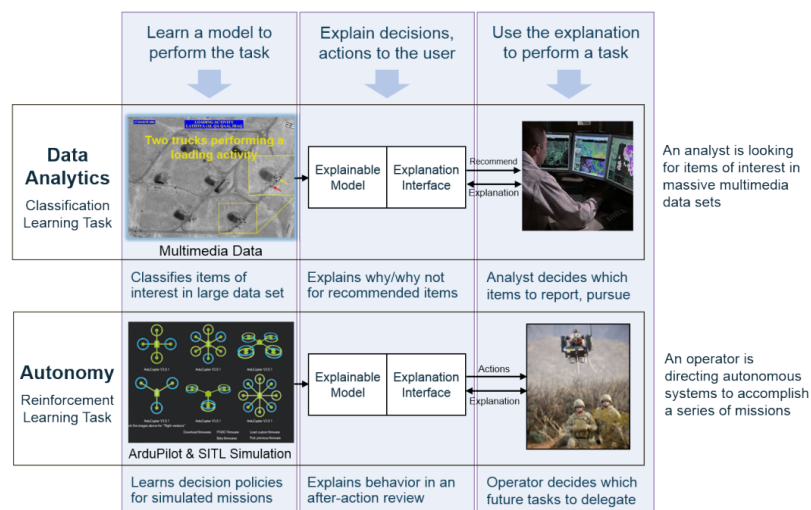 Learn a model to
perform the task
Explain decisions,
actions to the user
Use the explanation
to perform a task
Data
Analytics
Classification
Learning Task
LOADING ACTIVITY
Two trucks performing a
loading activity
Multimedia Data
Explainable
Model
Explanation
Interface
Recommend
Explanation
An analyst is looking
for items of interest in
massive multimedia
data sets
Classifies items of
interest in large data set
Explains why/why not
for recommended items
Analyst decides which
items to report, pursue
Autonomy
Reinforcement
Learning Task
ArduPilot & SITL Simulation
Explainable
Model
Explanation
Interface
Actions
Explanation
An operator is
directing autonomous
systems to accomplish
a series of missions
Learns decision policies
for simulated missions
Explains behavior in an
after-action review
Operator decides which
future tasks to delegate